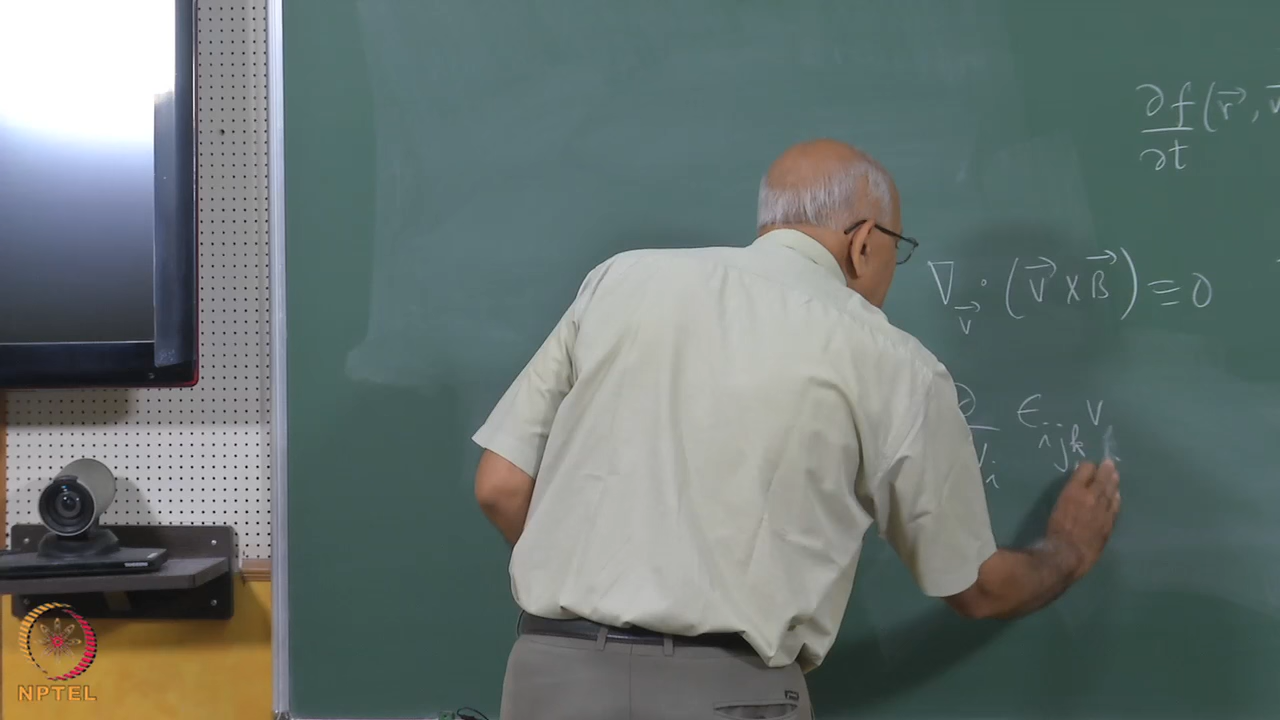 ∂f(r⃗, v⃗
∂t
∇_v⃗ · (v⃗ × B⃗) ≡ 0
∂ ε_ijk v
v_i
NPTEL